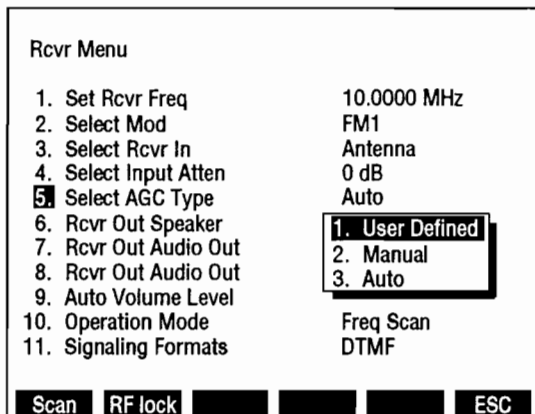 Rcvr Menu
1. Set Rcvr Freq 10.0000 MHz
2. Select Mod FM1
3. Select Rcvr In Antenna
4. Select Input Atten 0 dB
5. Select AGC Type Auto
6. Rcvr Out Speaker 1. User Defined
7. Rcvr Out Audio Out 2. Manual
8. Rcvr Out Audio Out 3. Auto
9. Auto Volume Level
10. Operation Mode Freq Scan
11. Signaling Formats DTMF
Scan RF lock ESC